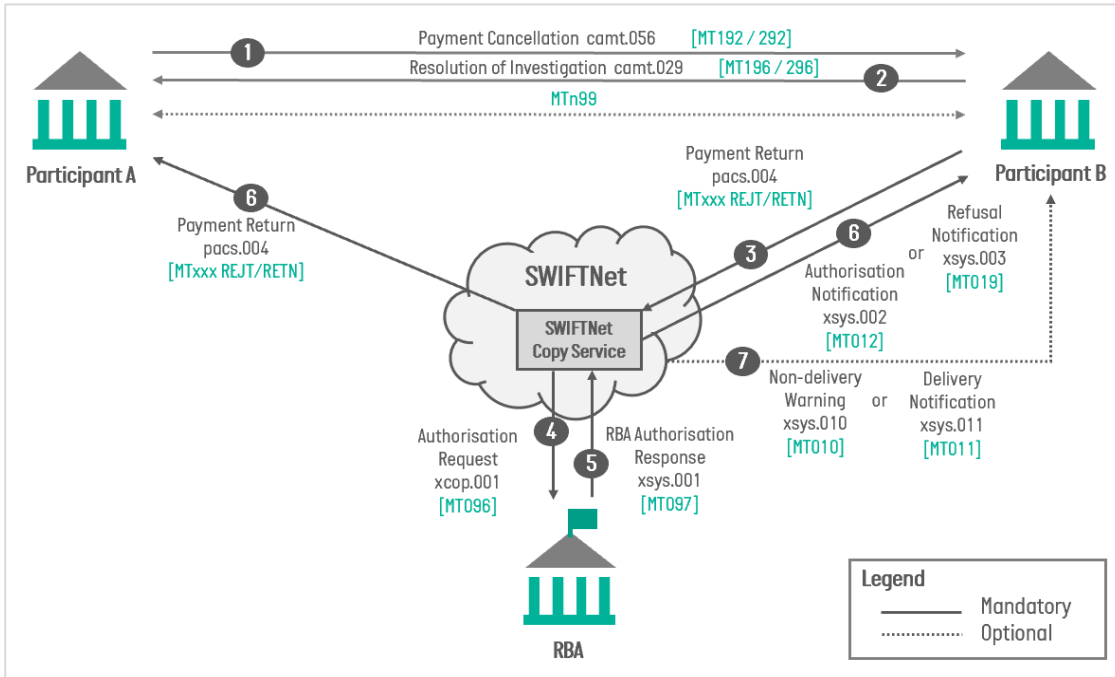 1
Payment Cancellation camt.056 [MT192 / 292]
Resolution of Investigation camt.029 [MT196 / 296]
2
MTn99
Participant A
Participant B
6
Payment Return
pacs.004
[MTxxx REJT/RETN]
Payment Return
pacs.004
[MTxxx REJT/RETN]
3
6
Authorisation
Notification
xsys.002
[MT012]
or
Refusal
Notification
xsys.003
[MT019]
SWIFTNet
SWIFTNet
Copy Service
7
Non-delivery
Warning
xsys.010
[MT010]
or
Delivery
Notification
xsys.011
[MT011]
4
Authorisation
Request
xcop.001
[MT096]
5
RBA Authorisation
Response
xsys.001
[MT097]
RBA
Legend
Mandatory
Optional